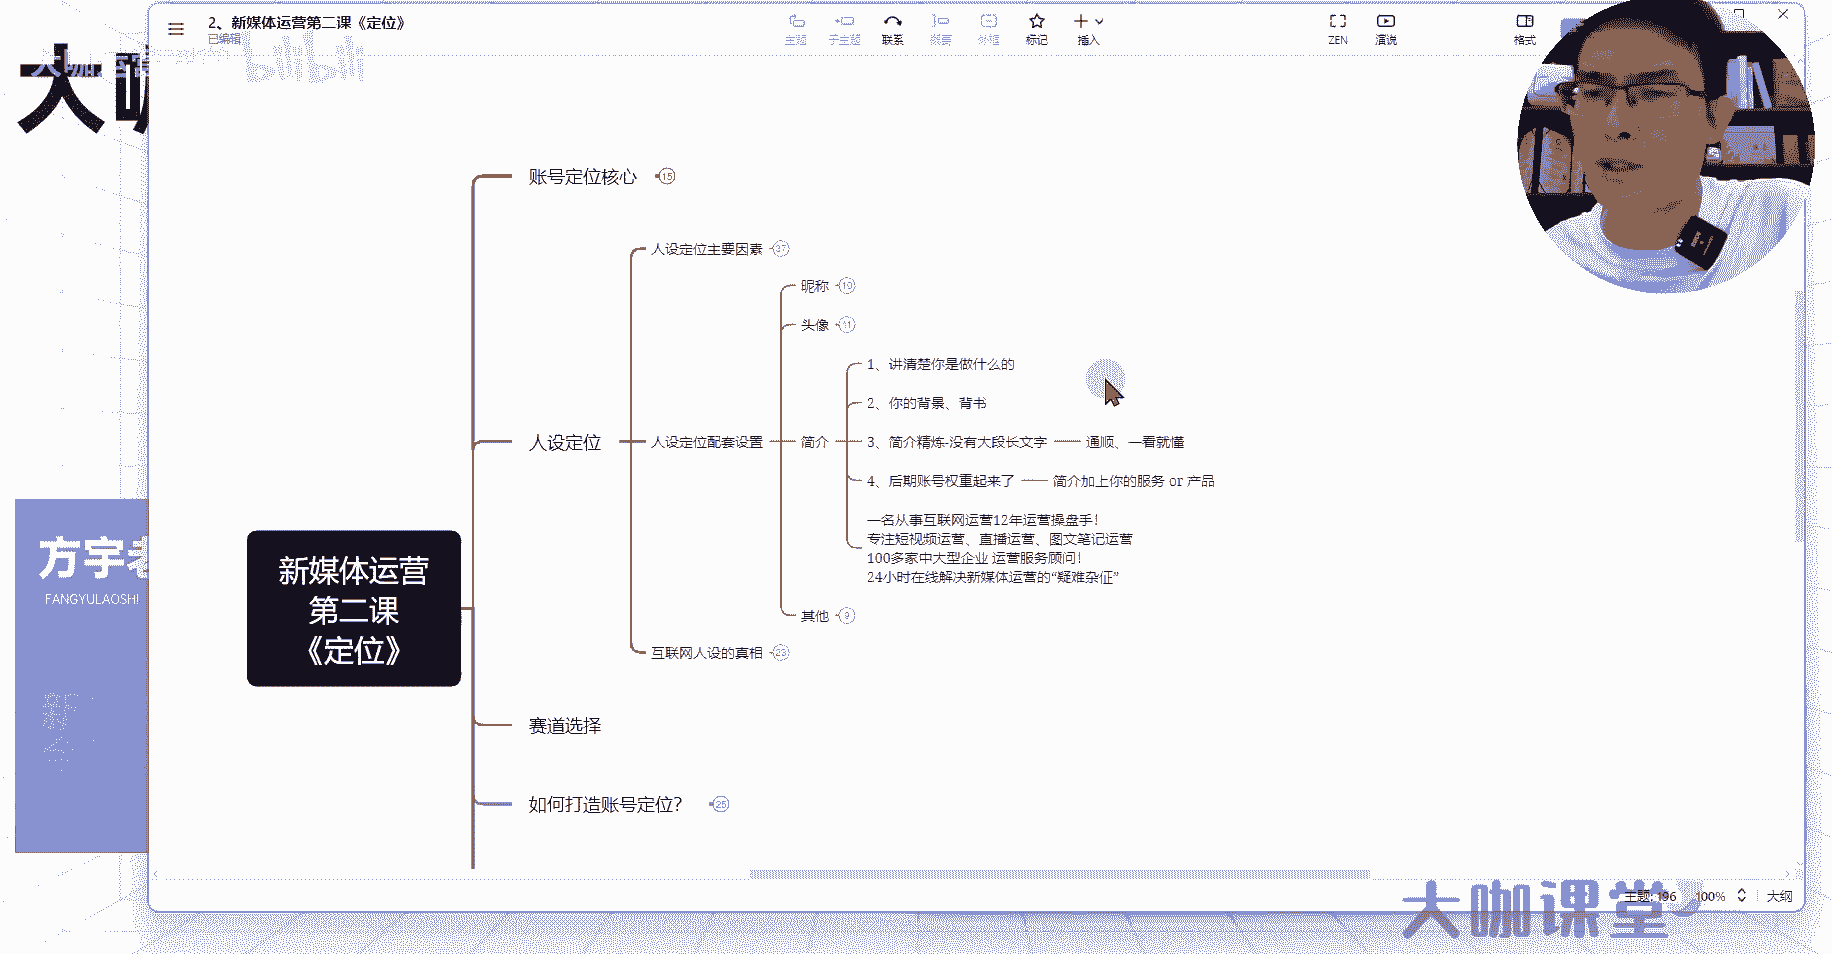 2、新媒体运营第二课《定位》
已编辑
主题
子主题
联系
概要
外框
标记
插入
ZEN
演说
格式
大咖运营
bilibili
大咖
账号定位核心 15
人设定位主要因素 37
昵称 19
头像 11
1、讲清楚你是做什么的
2、你的背景、背书
人设定位
人设定位配套设置
简介
3、简介精炼-没有大段长文字
通顺、一看就懂
4、后期账号权重起来了
简介加上你的服务 or 产品
一名从事互联网运营12年运营操盘手！
专注短视频运营、直播运营、图文笔记运营
100多家中大型企业 运营服务顾问！
24小时在线解决新媒体运营的“疑难杂症”
其他 9
互联网人设的真相 23
新媒体运营
第二课
《定位》
方宇老
FANGYULAOSHI
新
赛道选择
如何打造账号定位？ 25
主题: 196
100%
大纲
大咖课堂